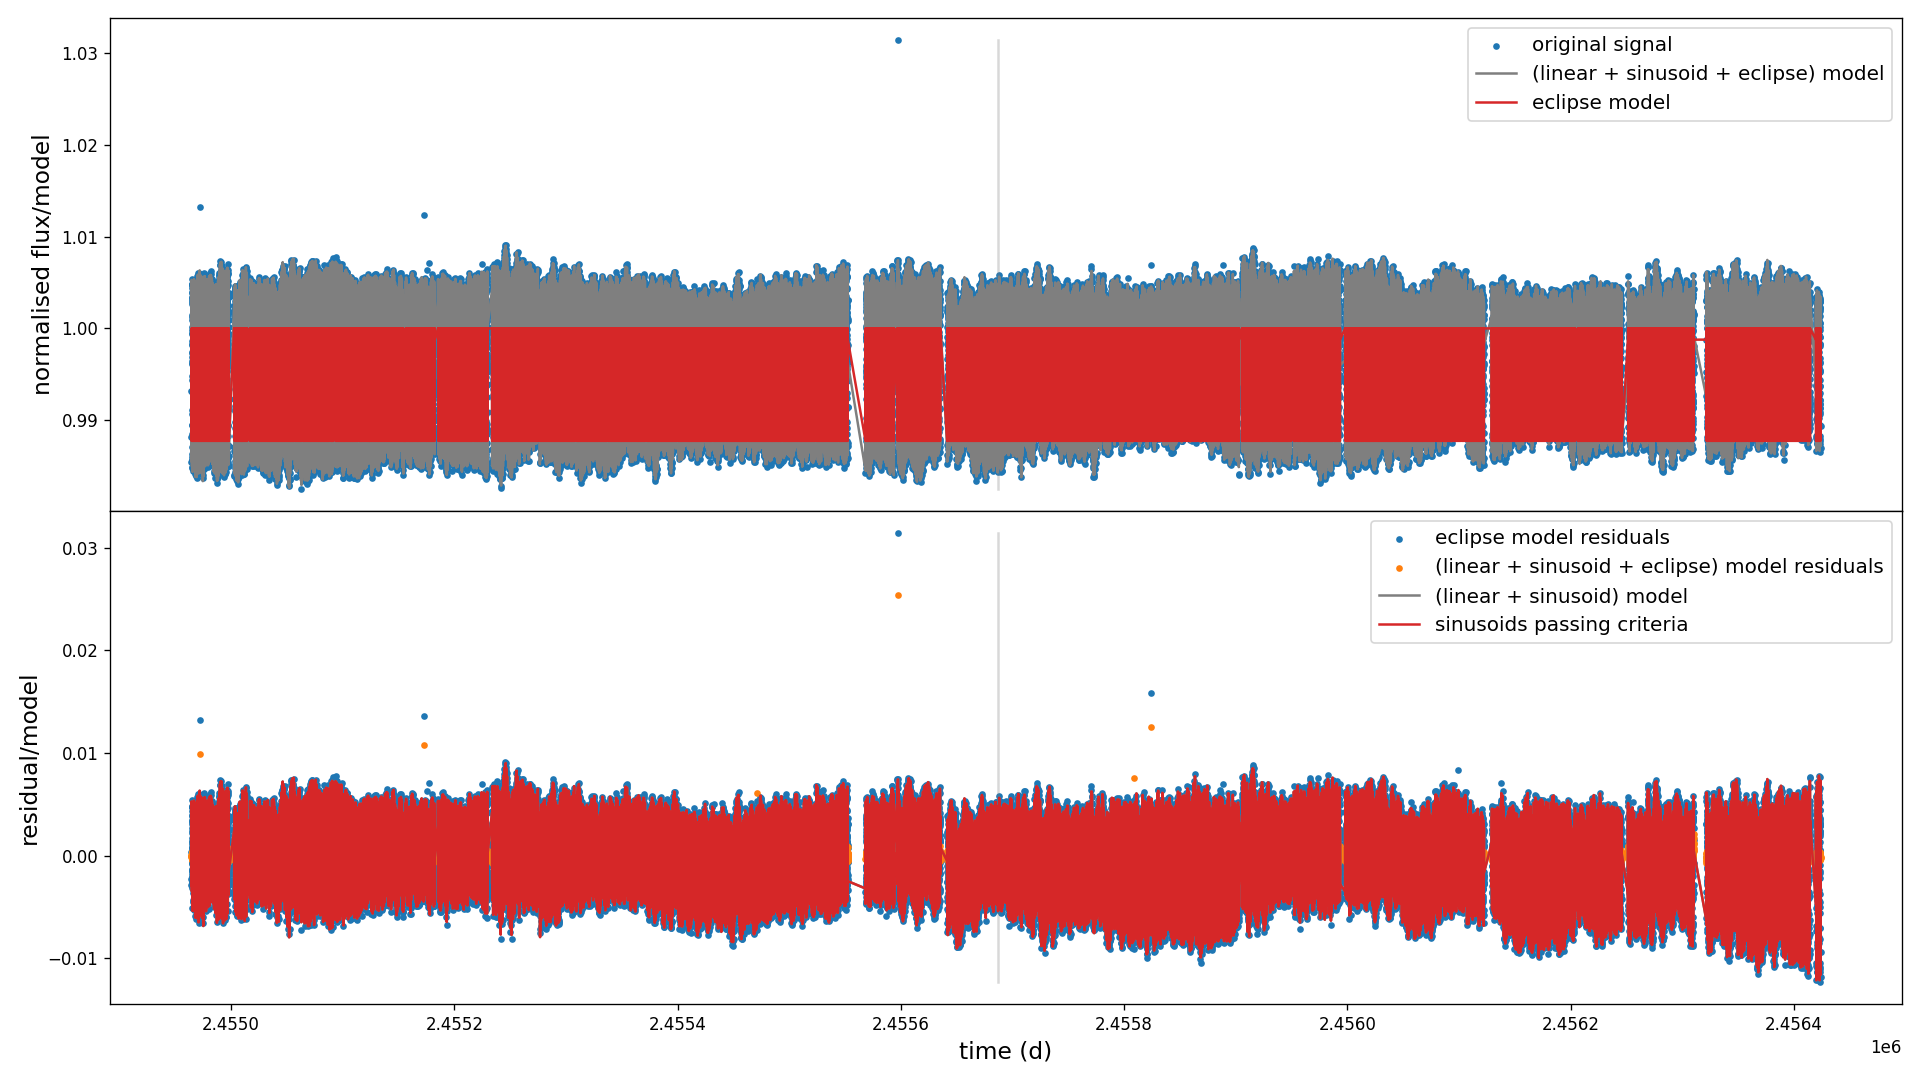 normalised flux/model
1.03
1.02
1.01
1.00
0.99
original signal
(linear + sinusoid + eclipse) model
eclipse model
residual/model
0.03
0.02
0.01
0.00
−0.01
eclipse model residuals
(linear + sinusoid + eclipse) model residuals
(linear + sinusoid) model
sinusoids passing criteria
2.4550 2.4552 2.4554 2.4556 2.4558 2.4560 2.4562 2.4564
time (d)
1e6